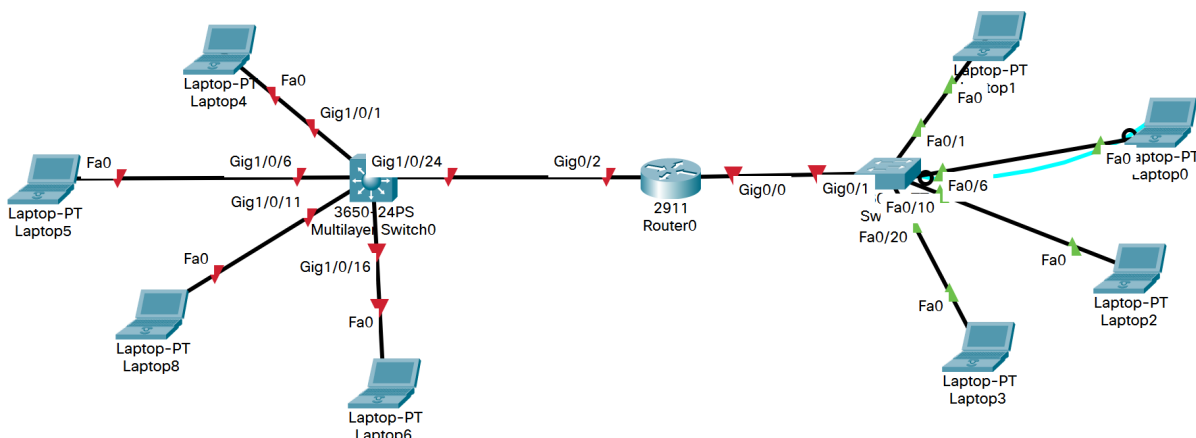 Laptop-PT
Laptop4
Fa0
Gig1/0/1
Fa0
Gig1/0/6
Gig1/0/24
Gig1/0/11
Laptop-PT
Laptop5
3650-24PS
Multilayer Switch0
Gig1/0/16
Fa0
Laptop-PT
Laptop8
Fa0
Laptop-PT
Laptop6
Gig0/2
2911
Router0
Gig0/0
Gig0/1
Laptop-PT
Fa0
Fa0/1
Fa0
Laptop-PT
Laptop0
Fa0/6
Fa0/10
Fa0/20
Fa0
Laptop-PT
Laptop2
Fa0
Laptop-PT
Laptop3